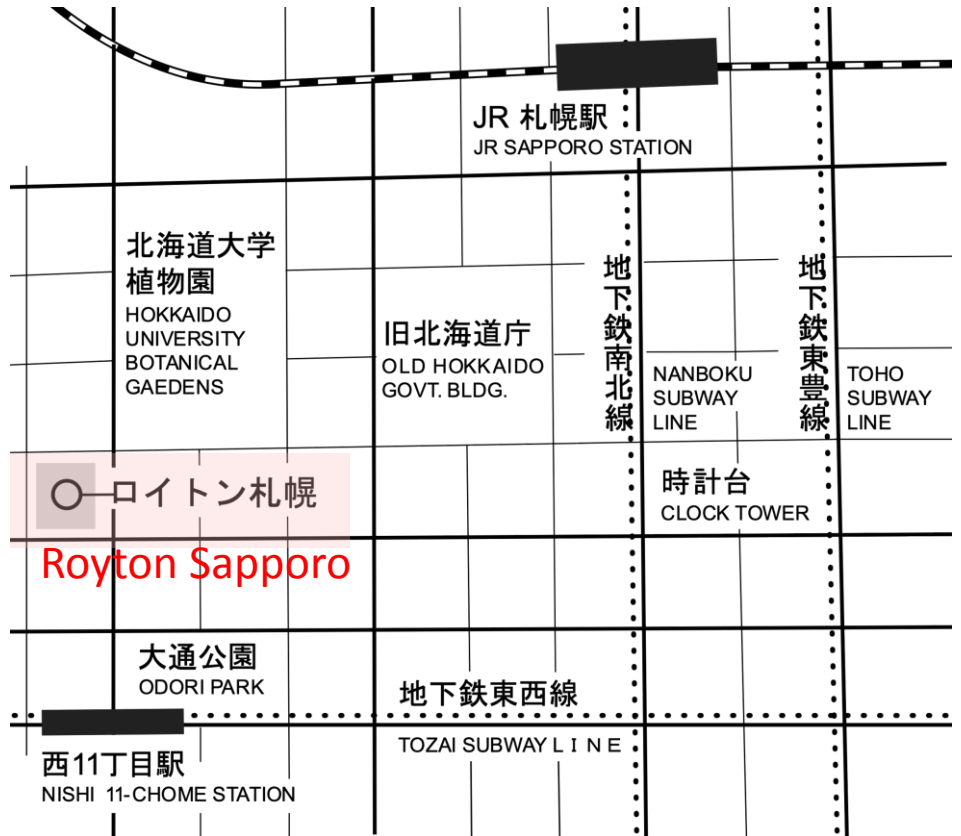 JR 札幌駅
JR SAPPORO STATION
北海道大学
植物園
HOKKAIDO
UNIVERSITY
BOTANICAL
GAEDENS
旧北海道庁
OLD HOKKAIDO
GOVT. BLDG.
地下鉄南北線
NANBOKU
SUBWAY
LINE
地下鉄東豊線
TOHO
SUBWAY
LINE
ロイトン札幌
Royton Sapporo
時計台
CLOCK TOWER
大通公園
ODORI PARK
地下鉄東西線
TOZAI SUBWAY LINE
西11丁目駅
NISHI 11-CHOME STATION